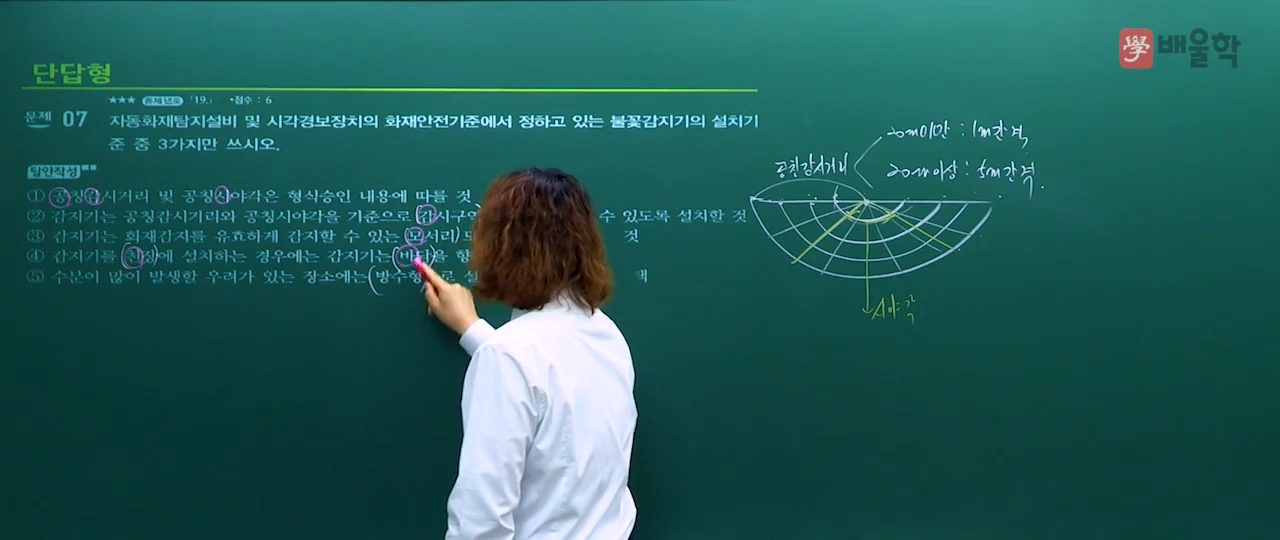 學 배울학
단답형
문제 07 ★★★ 출제년도 「19.」 •점수 : 6
자동화재탐지설비 및 시각경보장치의 화재안전기준에서 정하고 있는 불꽃감지기의 설치기
준 중 3가지만 쓰시오.
답안작성
① 공칭감시거리 및 공칭시야각은 형식승인 내용에 따를 것
② 감지기는 공칭감시거리와 공칭시야각을 기준으로 감시구역 수 있도록 설치할 것
③ 감지기는 화재감지를 유효하게 감지할 수 있는 모서리 것
④ 감지기를 천장에 설치하는 경우에는 감지기는 바닥을 향
⑤ 수분이 많이 발생할 우려가 있는 장소에는 방수형으로
공칭감시거리
20m미만 : 1m간격
20m이상 : 5m간격.
시야각